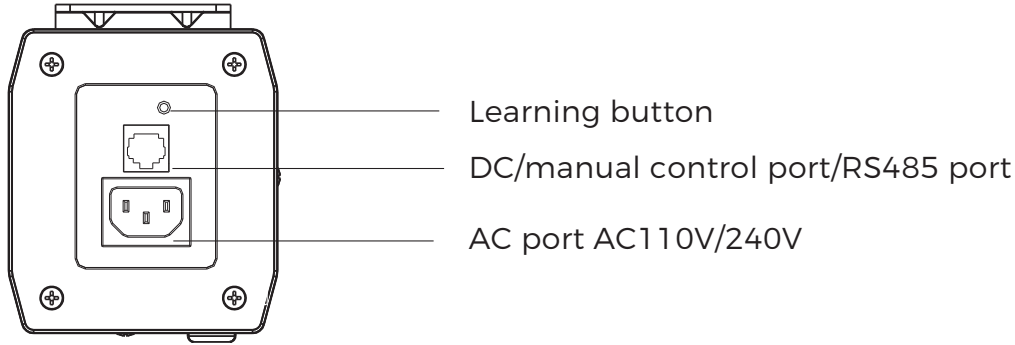 Learning button
DC/manual control port/RS485 port
AC port AC110V/240V